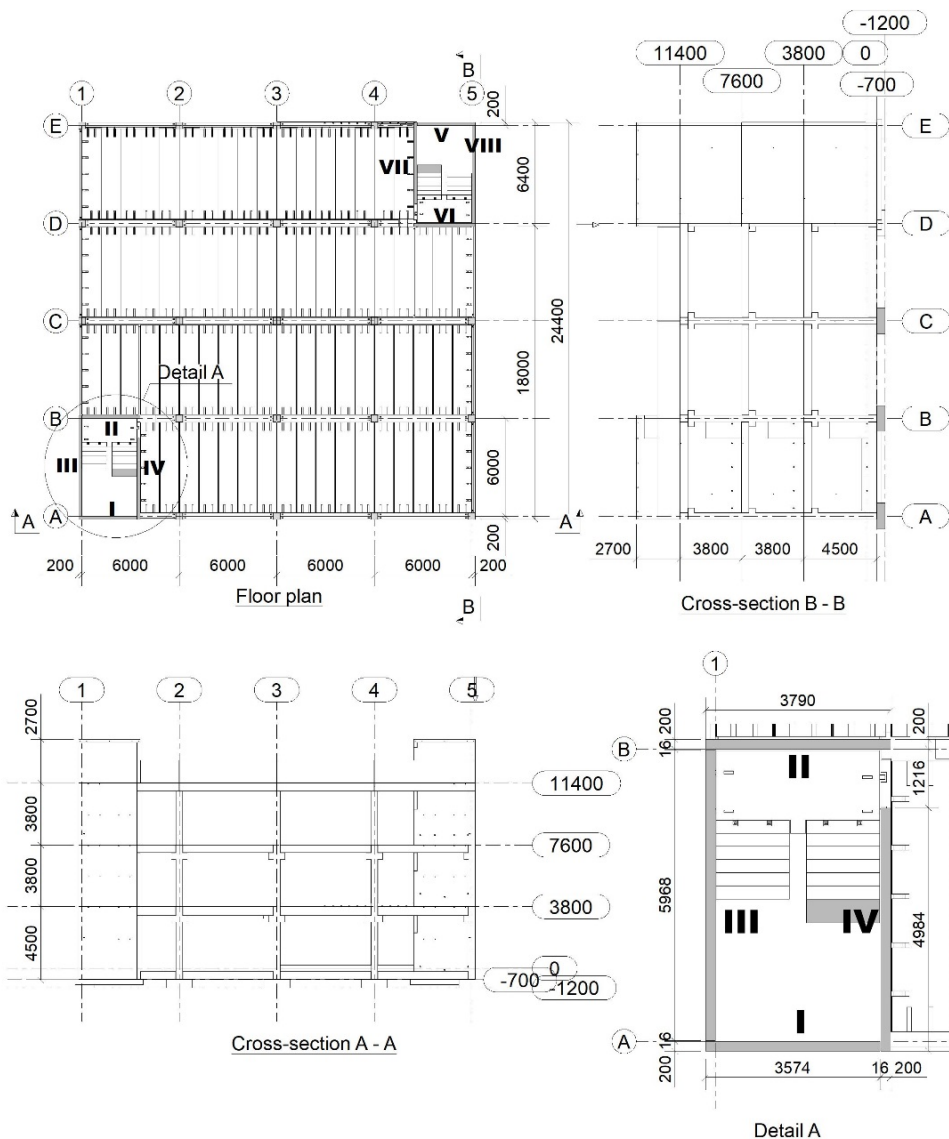 B
1 2 3 4 5
200
E
V
VIII
VII
6400
D
VI
24400
C
18000
Detail A
B
II
III
IV
6000
I
A
A
A
200
200 6000 6000 6000 6000 200
Floor plan
B
-1200
11400 3800 0
7600 -700
E
D
C
B
A
2700 3800 3800 4500
Cross-section B - B
1 2 3 4 5
2700
11400
3800
7600
3800
3800
4500
0
-700
-1200
Cross-section A - A
1
3790
200
16
200
B
II
1216
5968
III
IV
4984
I
A
16
200
3574 16 200
Detail A